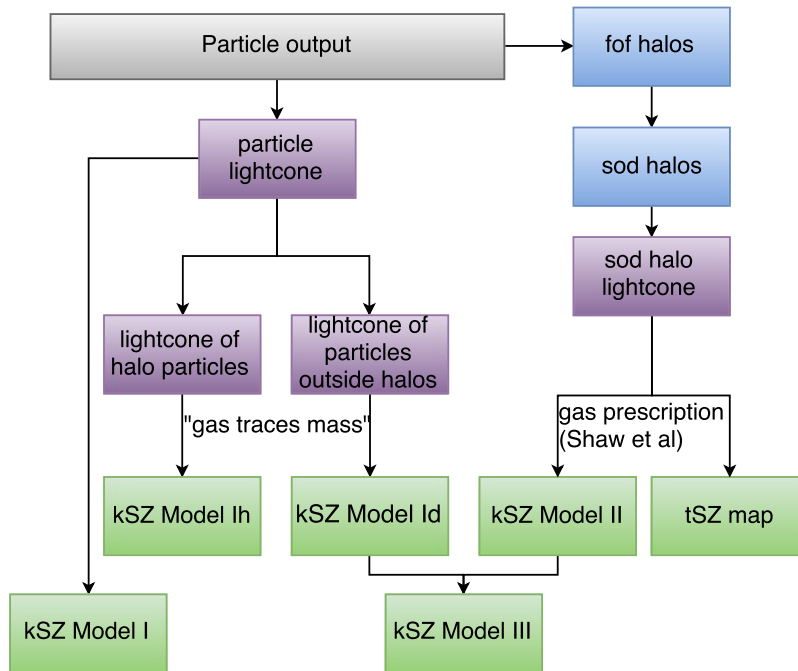 Particle output
fof halos
particle
lightcone
sod halos
sod halo
lightcone
lightcone of
halo particles
lightcone of
particles
outside halos
"gas traces mass"
gas prescription
(Shaw et al)
kSZ Model Ih
kSZ Model Id
kSZ Model II
tSZ map
kSZ Model I
kSZ Model III